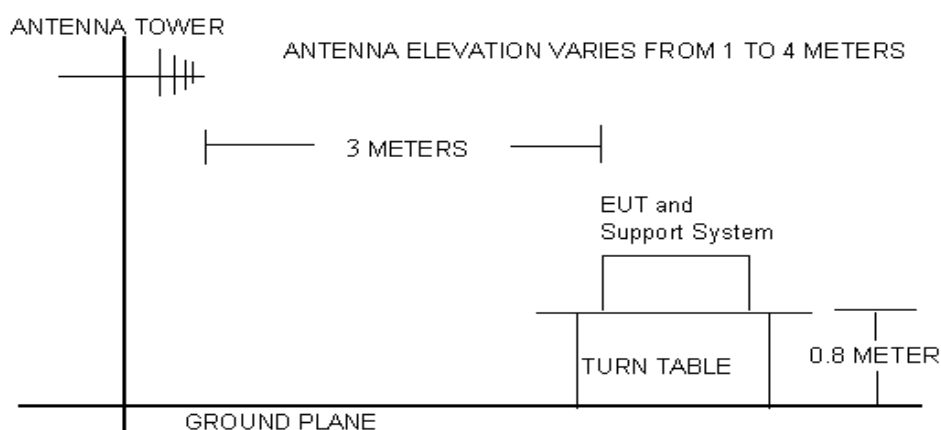 ANTENNA TOWER
ANTENNA ELEVATION VARIES FROM 1 TO 4 METERS
3 METERS
EUT and
Support System
TURN TABLE
0.8 METER
GROUND PLANE